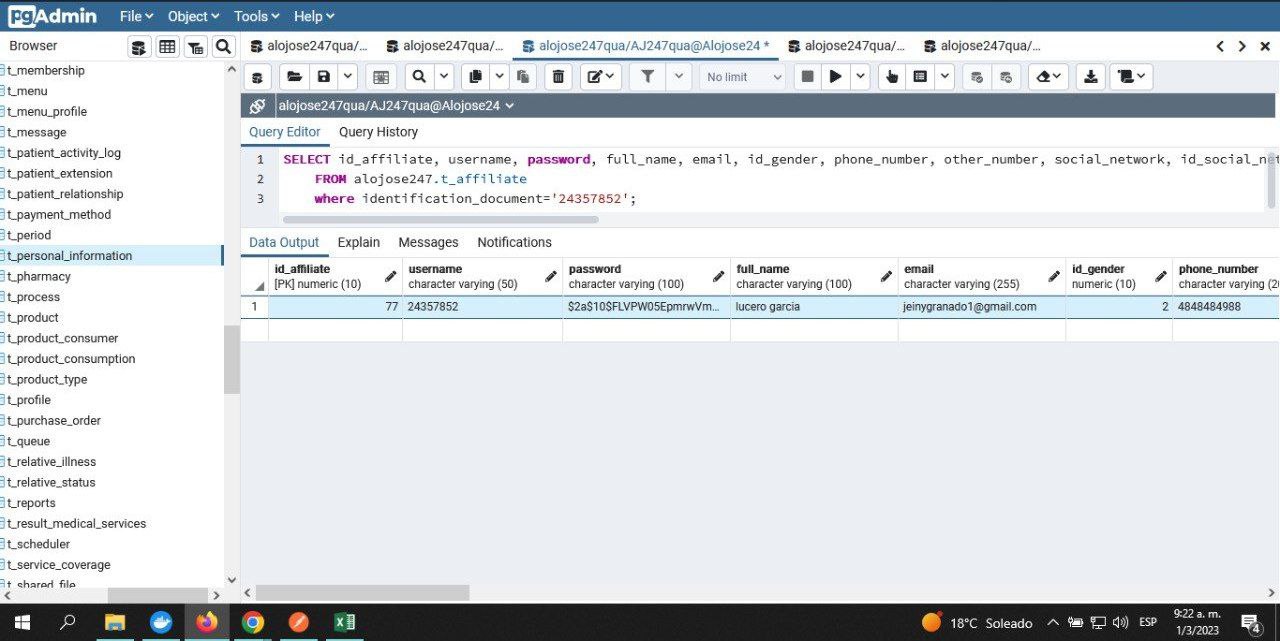 pgAdmin File Object Tools Help
Browser
alojose247qua/... alojose247qua/... alojose247qua/AJ247qua@Alojose24 * alojose247qua/... alojose247qua/...
No limit
alojose247qua/AJ247qua@Alojose24
Query Editor Query History
1 SELECT id_affiliate, username, password, full_name, email, id_gender, phone_number, other_number, social_network, id_social_net
2 FROM alojose247.t_affiliate
3 where identification_document='24357852';
Data Output Explain Messages Notifications
id_affiliate username password full_name email id_gender phone_number
[PK] numeric (10) character varying (50) character varying (100) character varying (100) character varying (255) numeric (10) character varying (20
1 77 24357852 $2a$10$FLVPW05EpmrwVm... lucero garcia jeinygranado1@gmail.com 2 4848484988
t_membership
t_menu
t_menu_profile
t_message
t_patient_activity_log
t_patient_extension
t_patient_relationship
t_payment_method
t_period
t_personal_information
t_pharmacy
t_process
t_product
t_product_consumer
t_product_consumption
t_product_type
t_profile
t_purchase_order
t_queue
t_relative_illness
t_relative_status
t_reports
t_result_medical_services
t_scheduler
t_service_coverage
t_shared_file
18°C Soleado ESP 9:22 a. m.
1/3/2023
4